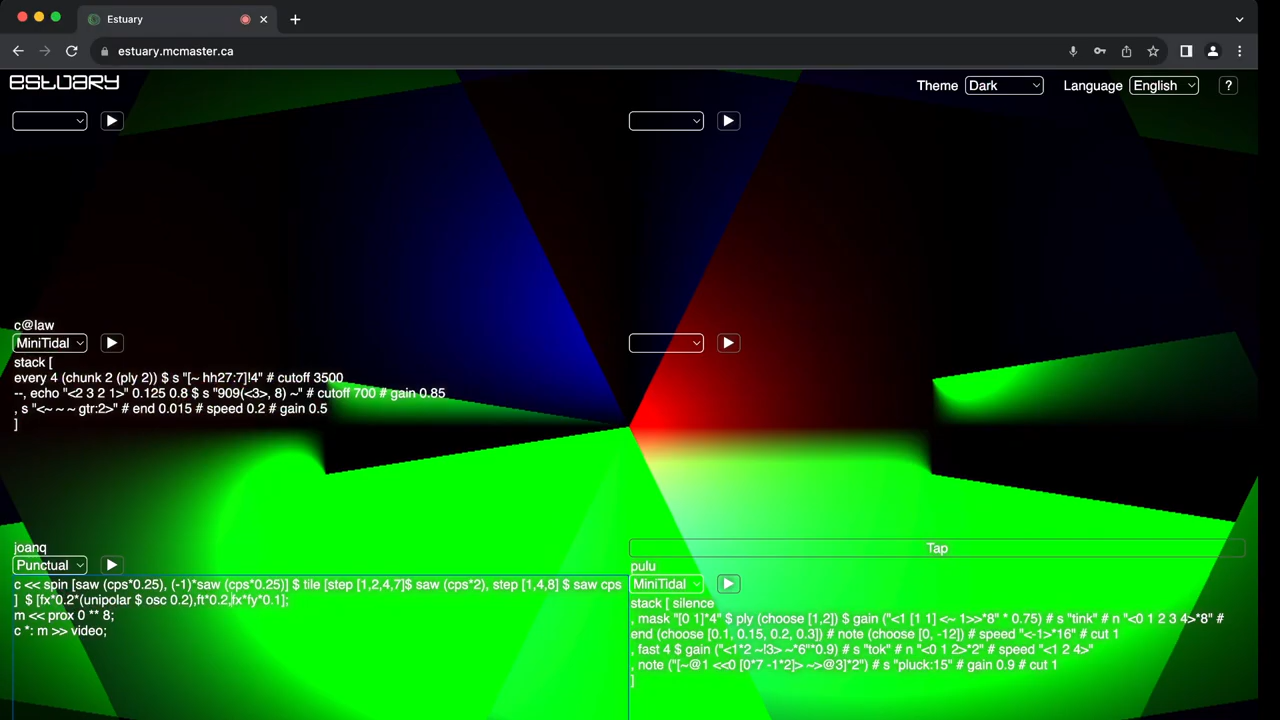 Estuary
estuary.mcmaster.ca
estuary
Theme Dark Language English ?
c@law
MiniTidal
stack [
every 4 (chunk 2 (ply 2)) $ s "[~ hh27:7]!4" # cutoff 3500
--, echo "<2 3 2 1>" 0.125 0.8 $ s "909(<3>, 8) ~" # cutoff 700 # gain 0.85
, s "<~ ~ ~ gtr:2>" # end 0.015 # speed 0.2 # gain 0.5
]
joanq
Punctual
c << spin [saw (cps*0.25), (-1)*saw (cps*0.25)] $ tile [step [1,2,4,7]$ saw (cps*2), step [1,4,8] $ saw cps
] $ [fx*0.2*(unipolar $ osc 0.2),ft*0.2,fx*fy*0.1];
m << prox 0 ** 8;
c *: m >> video;
Tap
pulu
MiniTidal
stack [ silence
, mask "[0 1]*4" $ ply (choose [1,2]) $ gain ("<1 [1 1] <~ 1>>*8" * 0.75) # s "tink" # n "<0 1 2 3 4>*8" #
end (choose [0.1, 0.15, 0.2, 0.3]) # note (choose [0, -12]) # speed "<-1>*16" # cut 1
, fast 4 $ gain ("<1*2 ~!3> ~*6"*0.9) # s "tok" # n "<0 1 2>*2" # speed "<1 2 4>"
, note ("[~@1 <<0 [0*7 -1*2]> ~>@3]*2") # s "pluck:15" # gain 0.9 # cut 1
]